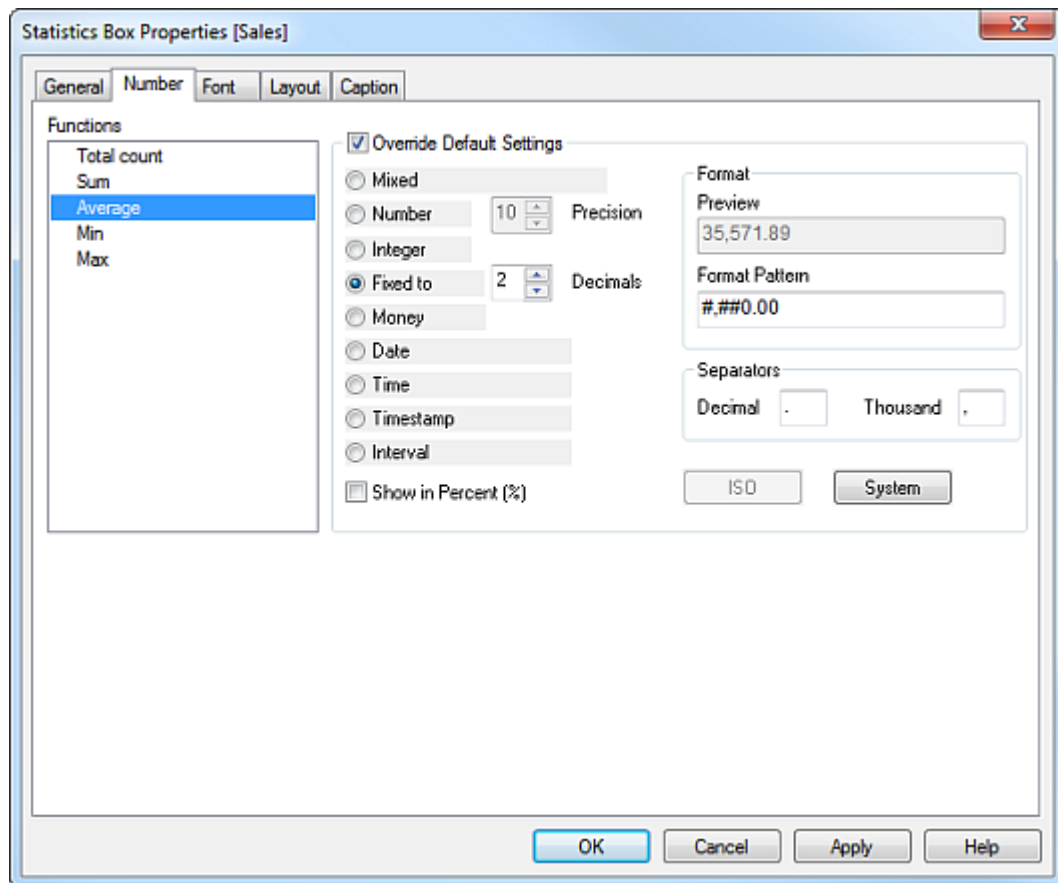 Statistics Box Properties [Sales]
X
General Number Font Layout Caption
Functions
Total count
Sum
Average
Min
Max
Override Default Settings
Mixed
Number 10 Precision
Integer
Fixed to 2 Decimals
Money
Date
Time
Timestamp
Interval
Show in Percent (%)
Format
Preview
35,571.89
Format Pattern
#,##0.00
Separators
Decimal . Thousand ,
ISO System
OK Cancel Apply Help